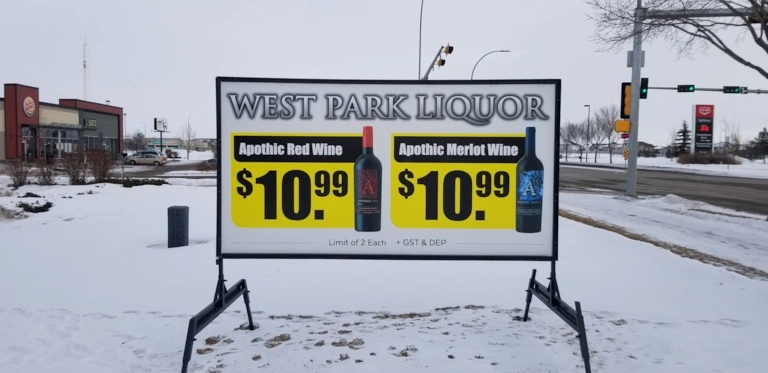 WEST PARK LIQUOR
Apothic Red Wine
$10.99
Apothic Merlot Wine
$10.99
Limit of 2 Each + GST & DEP